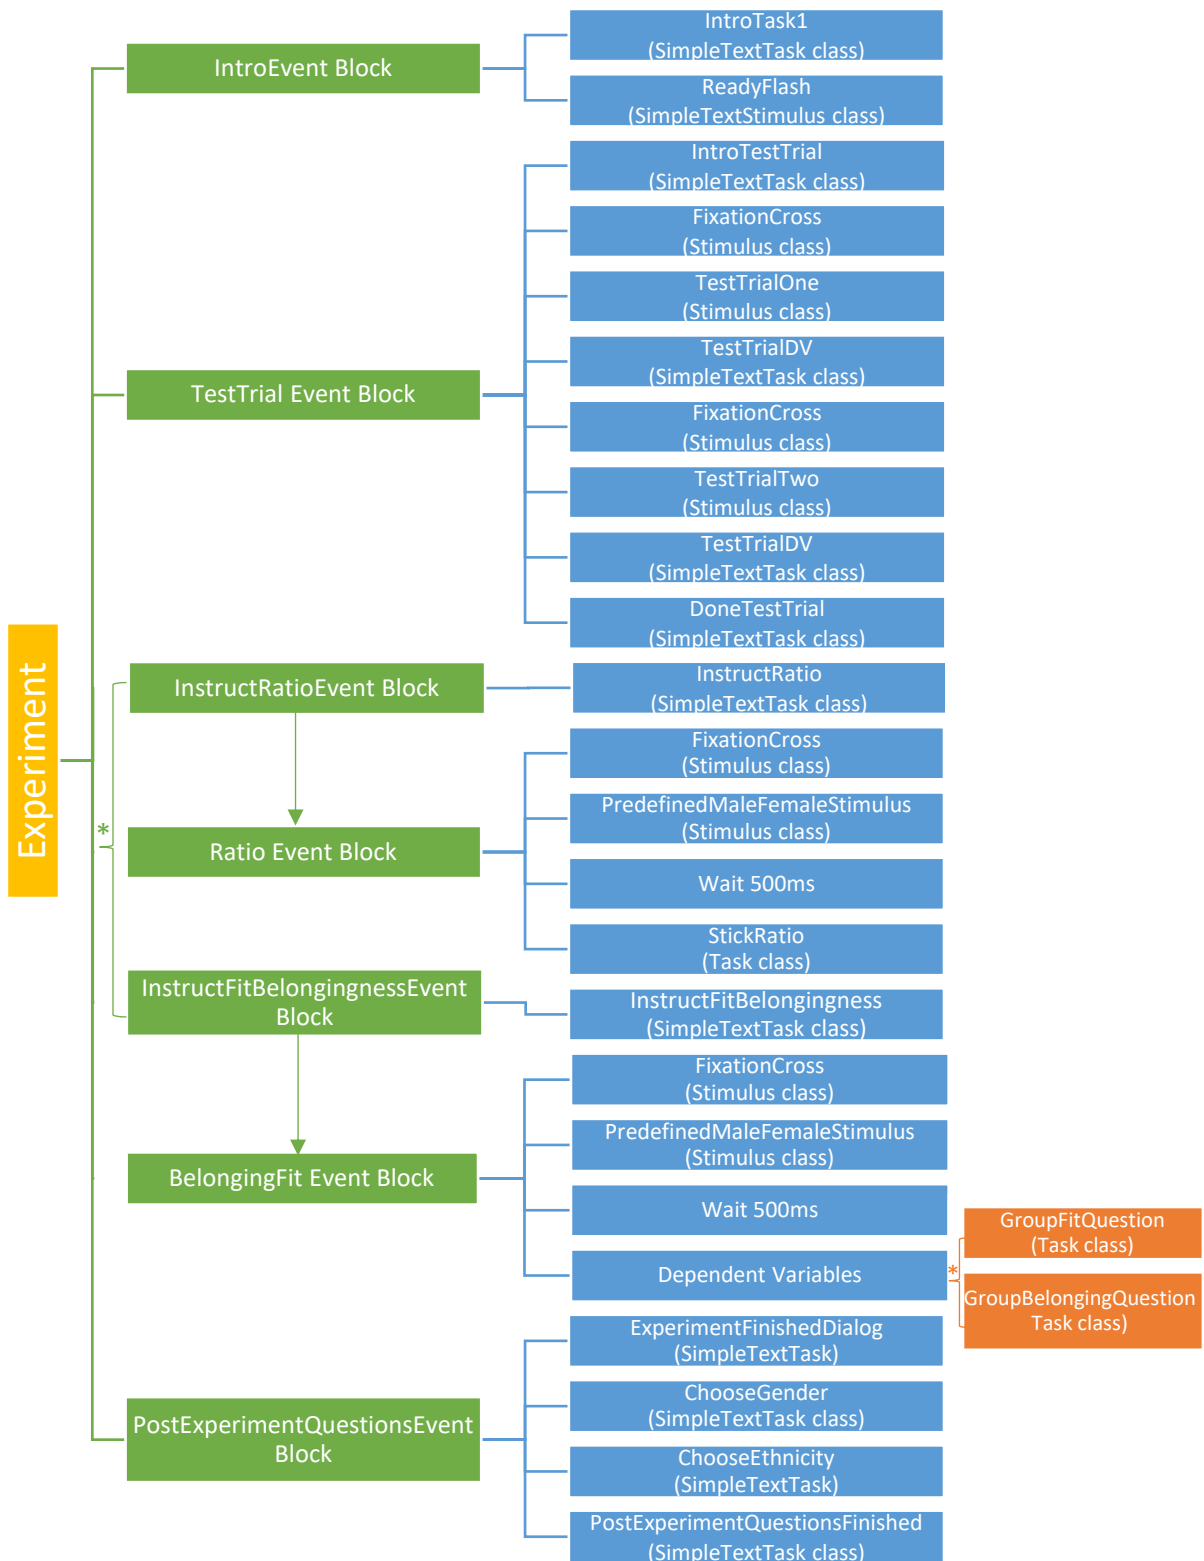 Experiment
IntroEvent Block
IntroTask1
(SimpleTextTask class)
ReadyFlash
(SimpleTextStimulus class)
TestTrial Event Block
IntroTestTrial
(SimpleTextTask class)
FixationCross
(Stimulus class)
TestTrialOne
(Stimulus class)
TestTrialDV
(SimpleTextTask class)
FixationCross
(Stimulus class)
TestTrialTwo
(Stimulus class)
TestTrialDV
(SimpleTextTask class)
DoneTestTrial
(SimpleTextTask class)
*
InstructRatioEvent Block
InstructRatio
(SimpleTextTask class)
Ratio Event Block
FixationCross
(Stimulus class)
PredefinedMaleFemaleStimulus
(Stimulus class)
Wait 500ms
StickRatio
(Task class)
InstructFitBelongingnessEvent
Block
InstructFitBelongingness
(SimpleTextTask class)
BelongingFit Event Block
FixationCross
(Stimulus class)
PredefinedMaleFemaleStimulus
(Stimulus class)
Wait 500ms
Dependent Variables
*
GroupFitQuestion
(Task class)
GroupBelongingQuestion
Task class)
PostExperimentQuestionsEvent
Block
ExperimentFinishedDialog
(SimpleTextTask)
ChooseGender
(SimpleTextTask class)
ChooseEthnicity
(SimpleTextTask)
PostExperimentQuestionsFinished
(SimpleTextTask class)